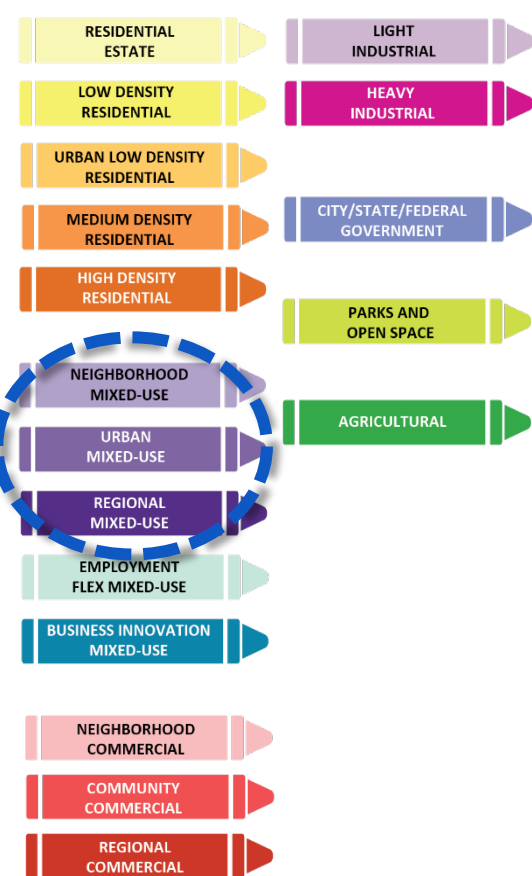 RESIDENTIAL
ESTATE
LOW DENSITY
RESIDENTIAL
URBAN LOW DENSITY
RESIDENTIAL
MEDIUM DENSITY
RESIDENTIAL
HIGH DENSITY
RESIDENTIAL
NEIGHBORHOOD
MIXED-USE
URBAN
MIXED-USE
REGIONAL
MIXED-USE
EMPLOYMENT
FLEX MIXED-USE
BUSINESS INNOVATION
MIXED-USE
NEIGHBORHOOD
COMMERCIAL
COMMUNITY
COMMERCIAL
REGIONAL
COMMERCIAL
LIGHT
INDUSTRIAL
HEAVY
INDUSTRIAL
CITY/STATE/FEDERAL
GOVERNMENT
PARKS AND
OPEN SPACE
AGRICULTURAL